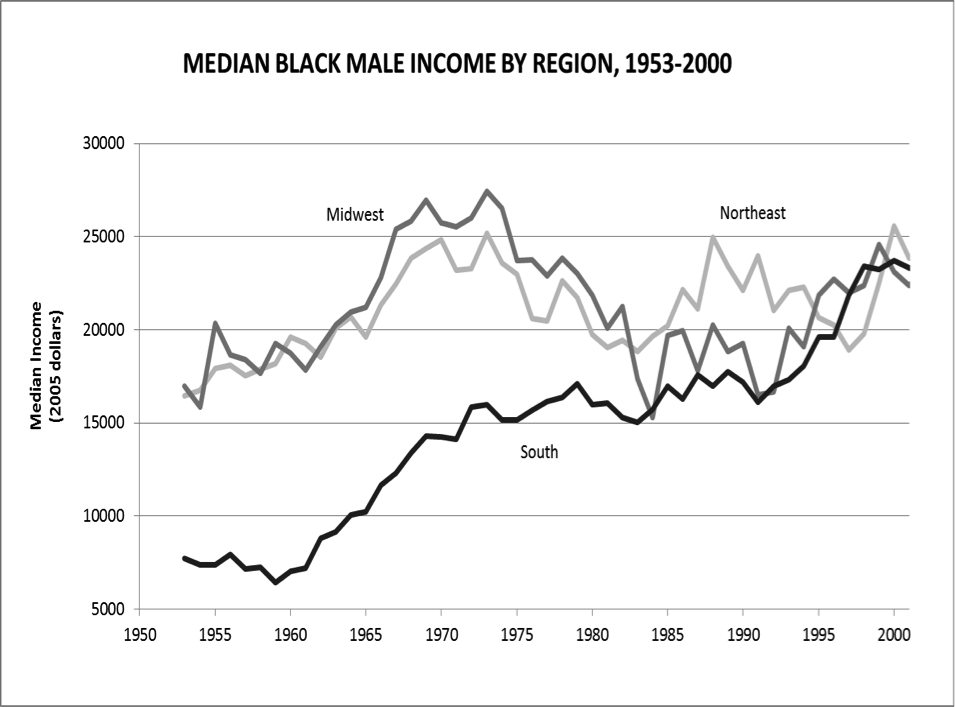 MEDIAN BLACK MALE INCOME BY REGION, 1953-2000
30000
25000
20000
15000
10000
5000
Median Income
(2005 dollars)
Midwest
Northeast
South
1950 1955 1960 1965 1970 1975 1980 1985 1990 1995 2000